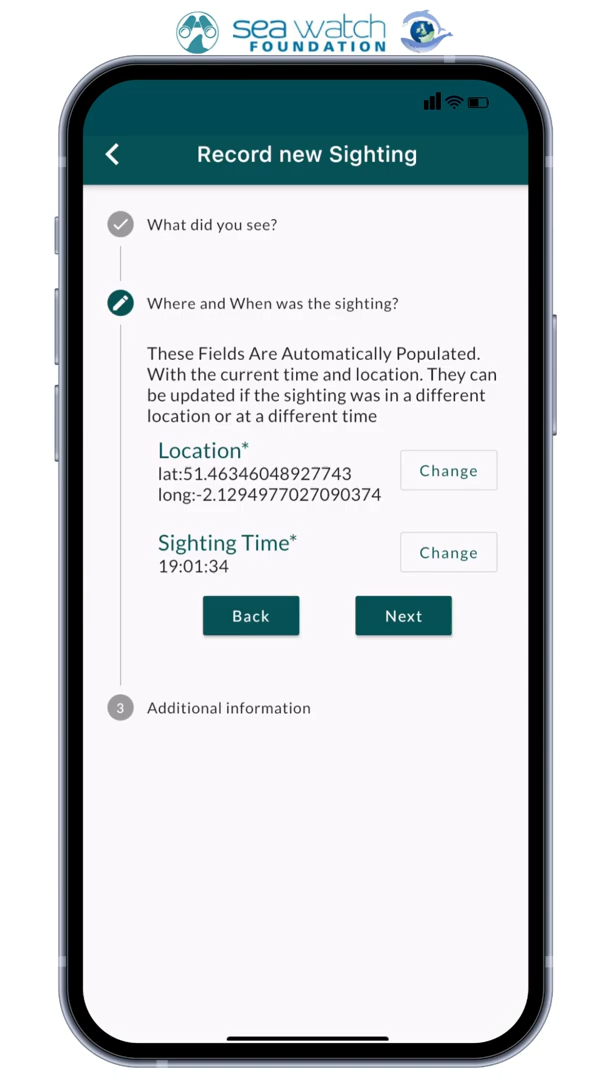 sea watch
FOUNDATION
Record new Sighting
What did you see?
Where and When was the sighting?
These Fields Are Automatically Populated.
With the current time and location. They can
be updated if the sighting was in a different
location or at a different time
Location*
lat:51.46346048927743
long:-2.1294977027090374
Change
Sighting Time*
19:01:34
Change
Back
Next
3
Additional information